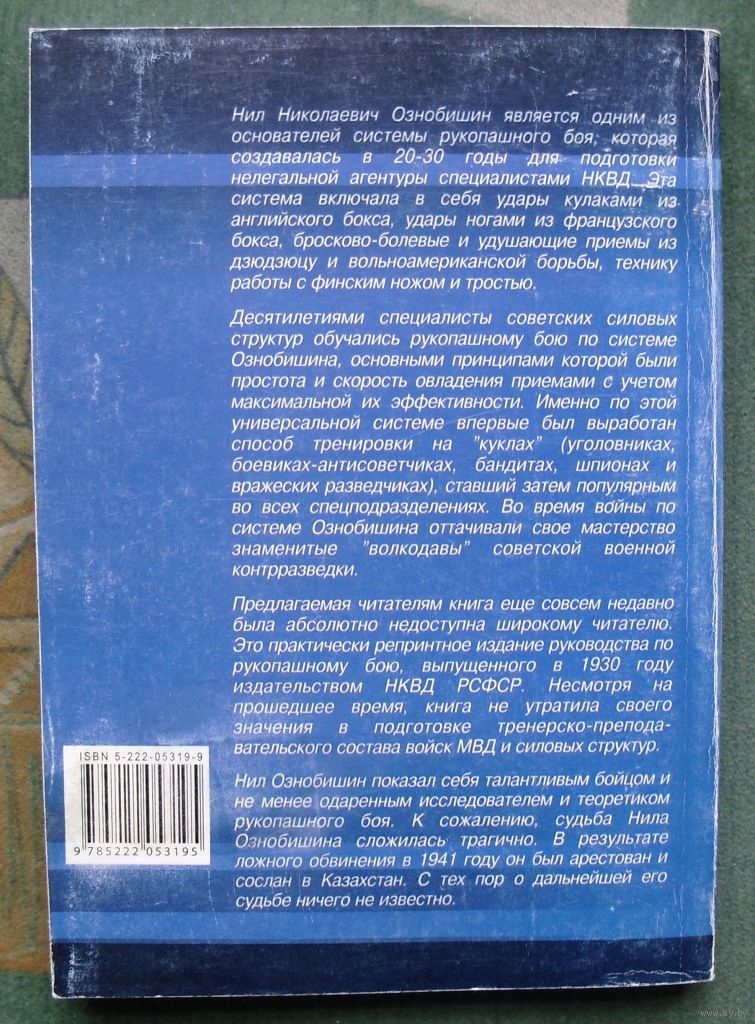 Нил Николаевич Ознобишин является одним из
основателей системы рукопашного боя, которая
создавалась в 20-30 годы для подготовки
нелегальной агентуры специалистами НКВД. Эта
система включала в себя удары кулаками из
английского бокса, удары ногами из французского
бокса, бросково-болевые и удушающие приемы из
дзюдзюцу и вольноамериканской борьбы, технику
работы с финским ножом и тростью.
Десятилетиями специалисты советских силовых
структур обучались рукопашному бою по системе
Ознобишина, основными принципами которой были
простота и скорость овладения приемами с учетом
максимальной их эффективности. Именно по этой
универсальной системе впервые был выработан
способ тренировки на "куклах" (уголовниках,
боевиках-антисоветчиках, бандитах, шпионах и
вражеских разведчиках), ставший затем популярным
во всех спецподразделениях. Во время войны по
системе Ознобишина оттачивали свое мастерство
знаменитые "волкодавы" советской военной
контрразведки.
Предлагаемая читателям книга еще совсем недавно
была абсолютно недоступна широкому читателю.
Это практически репринтное издание руководства по
рукопашному бою, выпущенного в 1930 году
издательством НКВД РСФСР. Несмотря на
прошедшее время, книга не утратила своего
значения в подготовке тренерско-препода-
вательского состава войск МВД и силовых структур.
Нил Ознобишин показал себя талантливым бойцом и
не менее одаренным исследователем и теоретиком
рукопашного боя. К сожалению, судьба Нила
Ознобишина сложилась трагично. В результате
ложного обвинения в 1941 году он был арестован и
сослан в Казахстан. С тех пор о дальнейшей его
судьбе ничего не известно.
ISBN 5-222-05319-9
9 785222 053195
www.ay.by